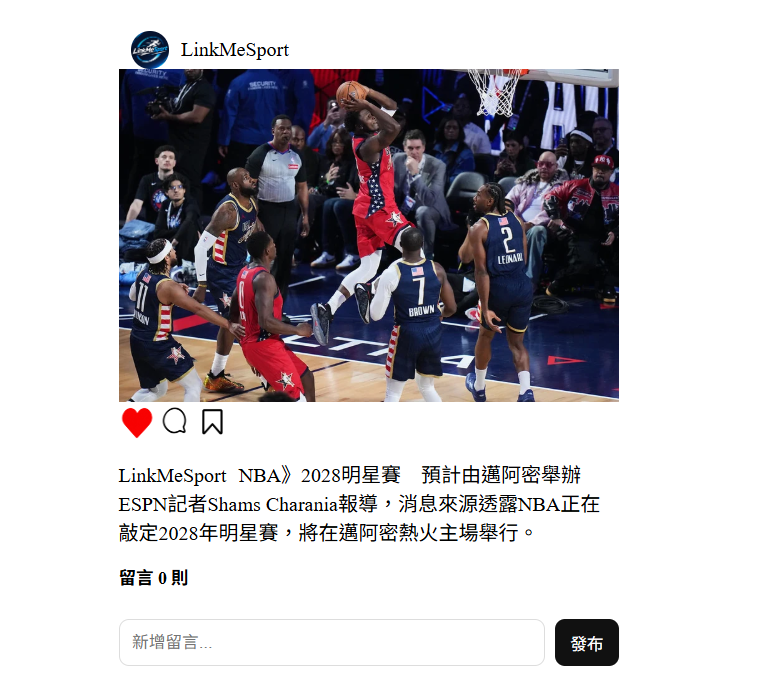 LinkMeSport
SECURITY
SECURITY
2
LEONARD
11
0
7
BROWN
LinkMeSport NBA》2028明星賽　預計由邁阿密舉辦
ESPN記者Shams Charania報導，消息來源透露NBA正在
敲定2028年明星賽，將在邁阿密熱火主場舉行。
留言 0 則
新增留言...
發布